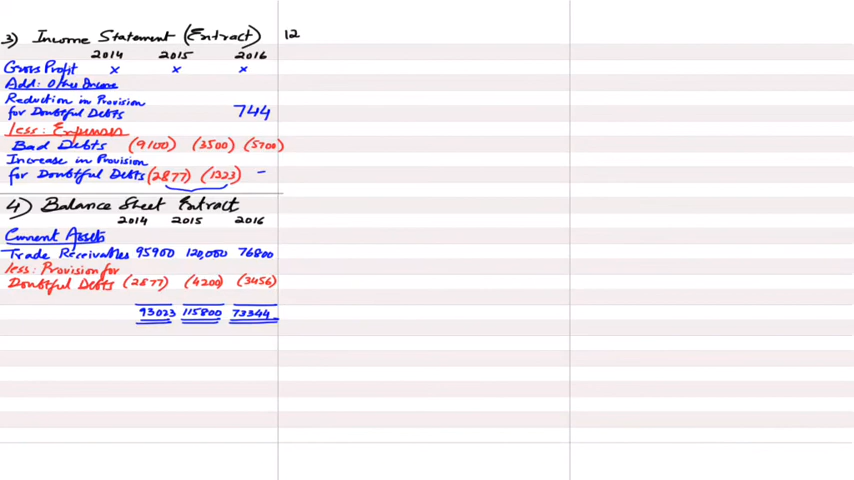 3) Income Statement (Extract) 12
2014 2015 2016
Gross Profit x x x
Add: Other Income
Reduction in Provision
for Doubtful Debts 744
less: Expenses
Bad Debts (9100) (3500) (5700)
Increase in Provision
for Doubtful Debts (2877) (1323) -
4) Balance Sheet Extract
2014 2015 2016
Current Assets
Trade Receivables 95900 120,000 76800
less: Provision for
Doubtful Debts (2877) (4200) (3456)
93023 115800 73344